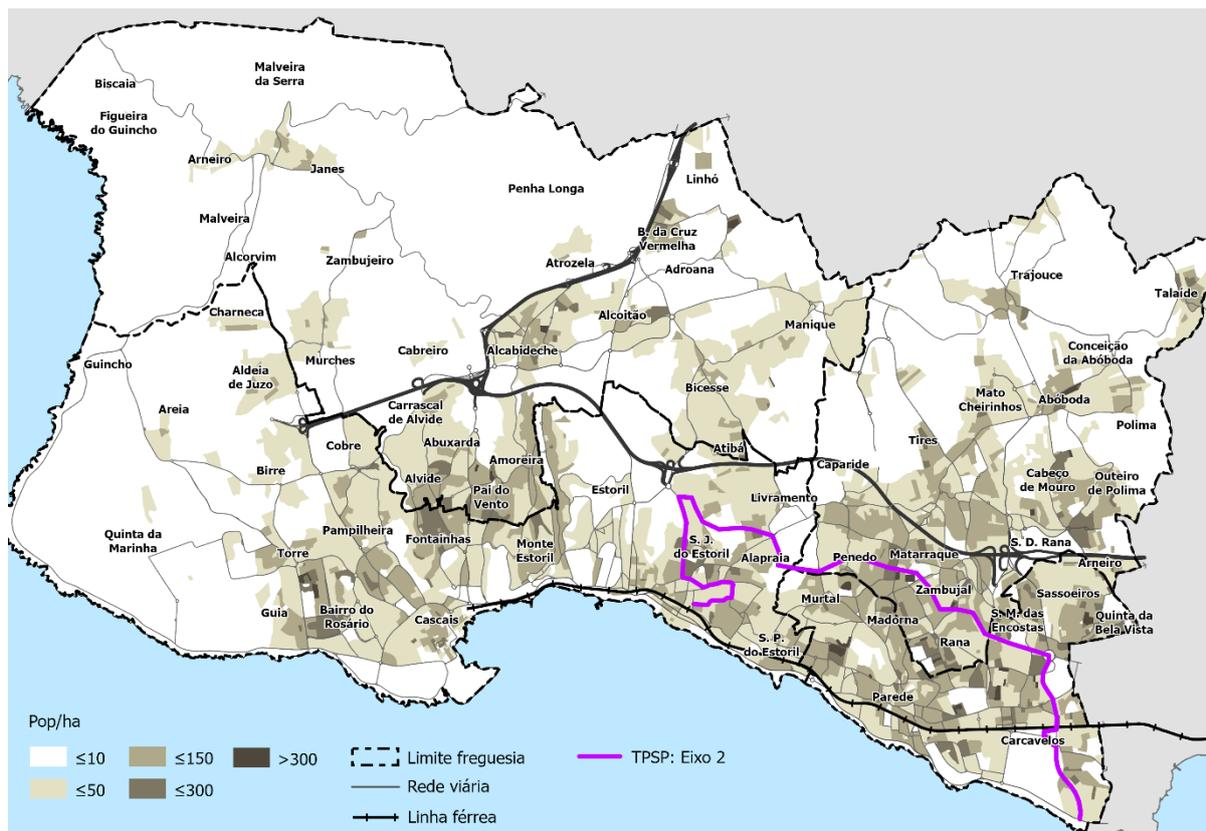 Malveira
da Serra
Biscaia
Figueira
do Guincho
Arneiro
Janes
Linhó
Penha Longa
Malveira
B. da Cruz
Vermelha
Alcorvim
Zambujeiro
Atrozela
Adroana
Trajouce
Talaíde
Charneca
Alcoitão
Manique
Conceição
da Abóboda
Guincho
Murches
Cabreiro
Alcabideche
Aldeia
de Juzo
Bicesse
Mato
Cheirinhos
Abóboda
Areia
Carrascal
de Alvide
Polima
Cobre
Abuxarda
Atibá
Tires
Birre
Amoreira
Caparide
Alvide
Pai do
Vento
Estoril
Livramento
Cabeço
de Mouro
Outeiro
de Polima
Quinta da
Marinha
Pampilheira
Fontainhas
Torre
Monte
Estoril
S. J.
do Estoril
Alapraia
Penedo
Matarraque
S. D. Rana
Arneiro
Zambujal
Sassoeiros
Guia
Bairro do
Rosário
Cascais
Murtal
Madorna
S. M. das
Encostas
Quinta da
Bela Vista
S. P.
do Estoril
Rana
Parede
Carcavelos
Pop/ha
≤10
≤150
>300
≤50
≤300
Limite freguesia
Rede viária
Linha férrea
TPSP: Eixo 2